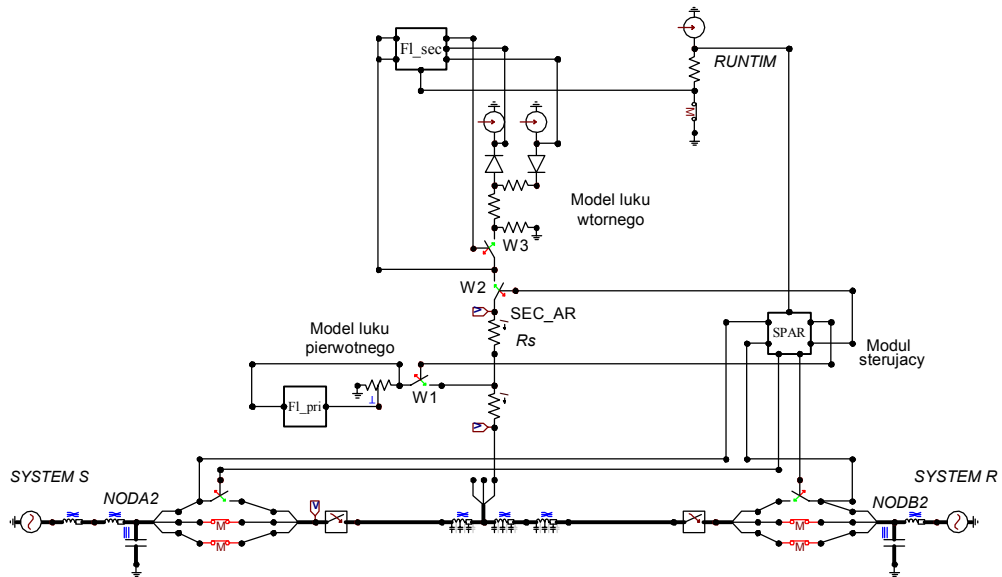 Fl_sec
RUNTIM
M
Model luku
wtornego
W3
W2
V
SEC_AR
I
Rs
SPAR
Modul
sterujacy
Model luku
pierwotnego
Fl_pri
W1
I
V
SYSTEM S
NODA2
V
M
M
SYSTEM R
NODB2
M
M